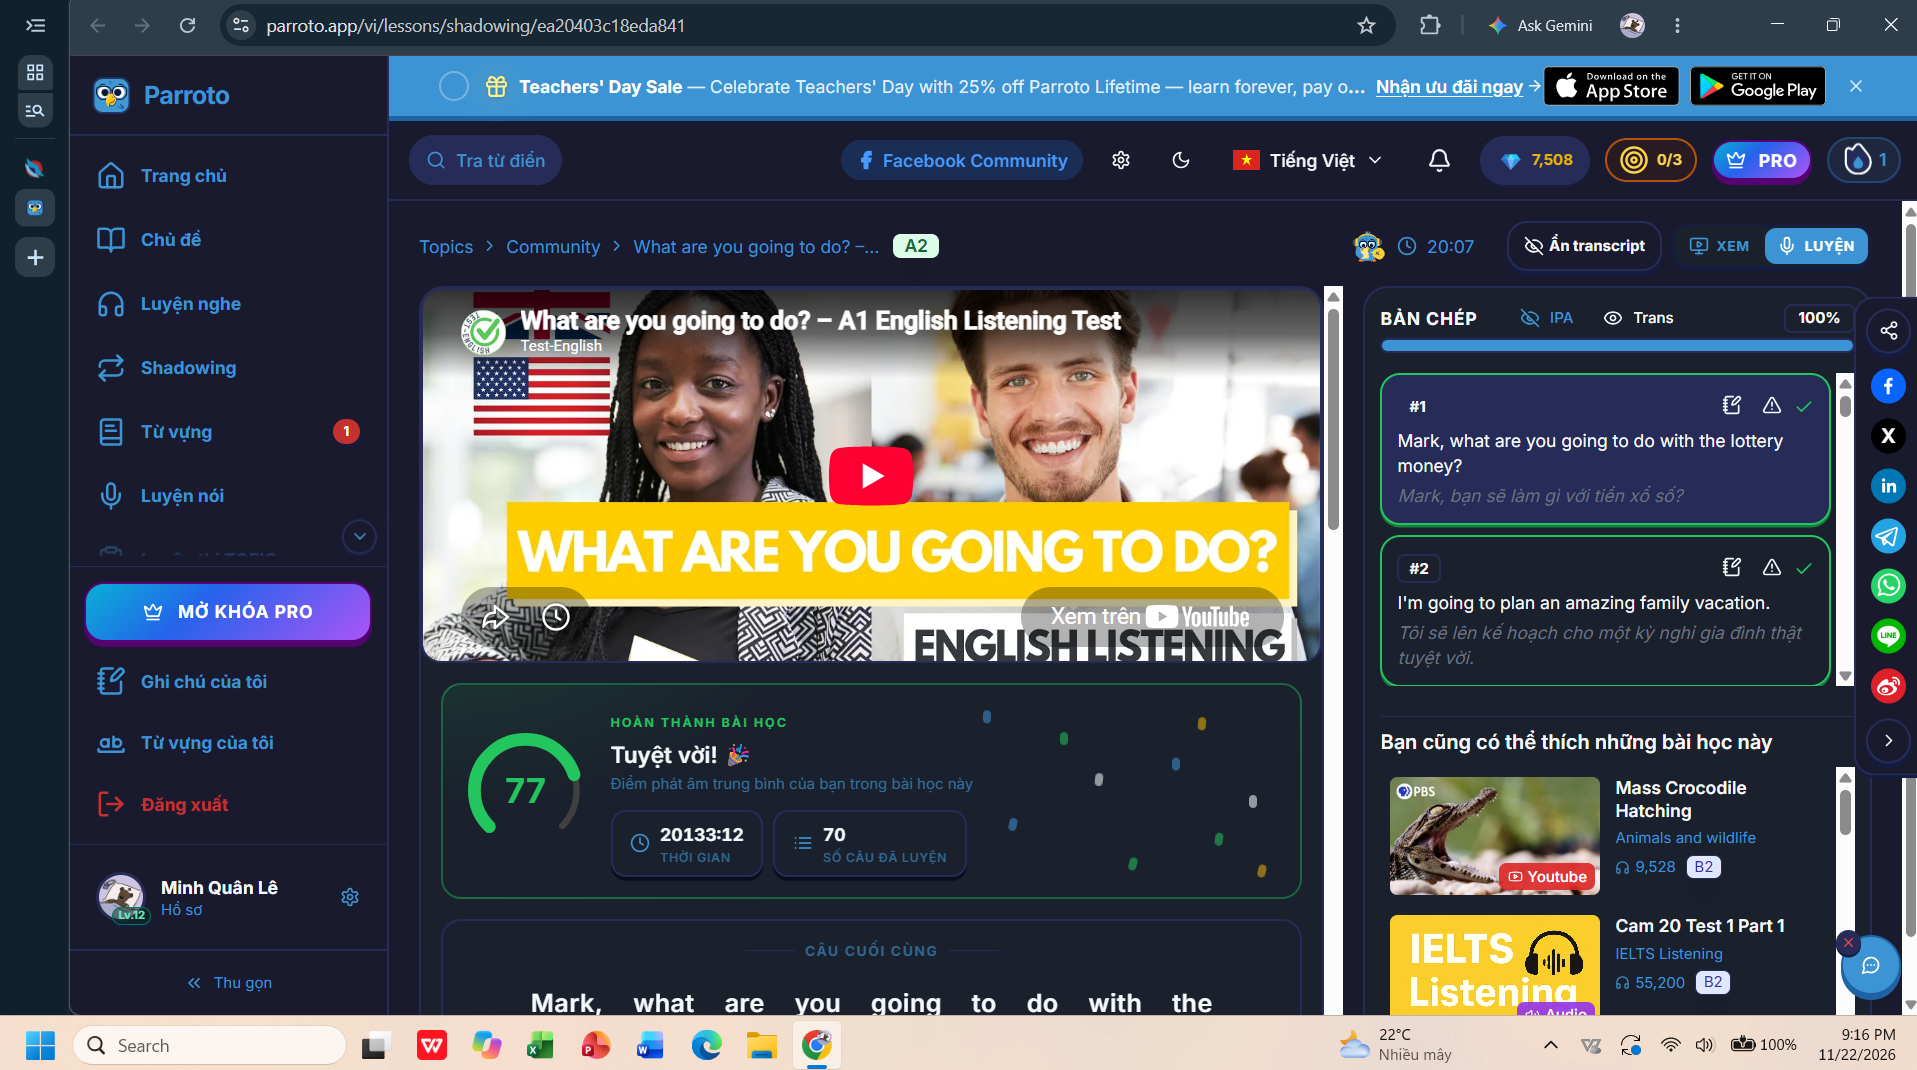 parroto.app/vi/lessons/shadowing/ea20403c18eda841
Ask Gemini
Parroto
Teachers' Day Sale — Celebrate Teachers' Day with 25% off Parroto Lifetime — learn forever, pay o...
Nhận ưu đãi ngay →
Download on the
App Store
GET IT ON
Google Play
Tra từ điển
Facebook Community
Tiếng Việt
7,508
0/3
PRO
1
Trang chủ
Chủ đề
Luyện nghe
Shadowing
Từ vựng
1
Luyện nói
MỞ KHÓA PRO
Ghi chú của tôi
Từ vựng của tôi
Đăng xuất
Minh Quân Lê
Lv.12
Hồ sơ
Thu gọn
Topics > Community > What are you going to do? –... A2
20:07
Ẩn transcript
XEM
LUYỆN
TEST-ENGLISH
What are you going to do? – A1 English Listening Test
Test-English
WHAT ARE YOU GOING TO DO?
Xem trên YouTube
ENGLISH LISTENING
HOÀN THÀNH BÀI HỌC
77
Tuyệt vời!
Điểm phát âm trung bình của bạn trong bài học này
20133:12
THỜI GIAN
70
SỐ CÂU ĐÃ LUYỆN
CÂU CUỐI CÙNG
Mark, what are you going to do with the
BẢN CHÉP
IPA
Trans
100%
#1
Mark, what are you going to do with the lottery
money?
Mark, bạn sẽ làm gì với tiền xổ số?
#2
I'm going to plan an amazing family vacation.
Tôi sẽ lên kế hoạch cho một kỳ nghỉ gia đình thật
tuyệt vời.
Bạn cũng có thể thích những bài học này
PBS
Youtube
Mass Crocodile
Hatching
Animals and wildlife
9,528
B2
IELTS
Listening
Audio
Cam 20 Test 1 Part 1
IELTS Listening
55,200
B2
X
in
LINE
Search
22°C
Nhiều mây
100%
9:16 PM
11/22/2026